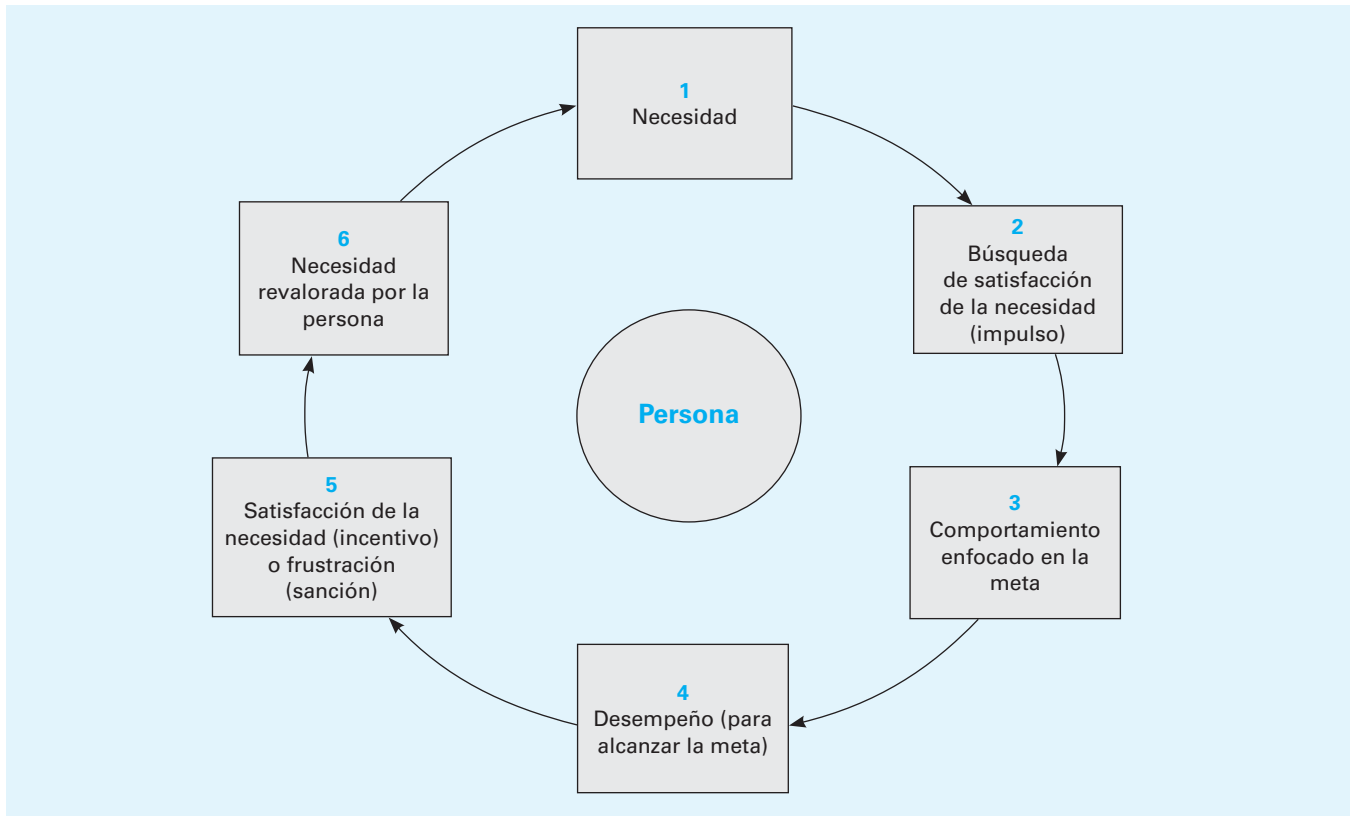 1
Necesidad
2
Búsqueda
de satisfacción
de la necesidad
(impulso)
3
Comportamiento
enfocado en la
meta
4
Desempeño (para
alcanzar la meta)
5
Satisfacción de la
necesidad (incentivo)
o frustración
(sanción)
6
Necesidad
revalorada por la
persona
Persona